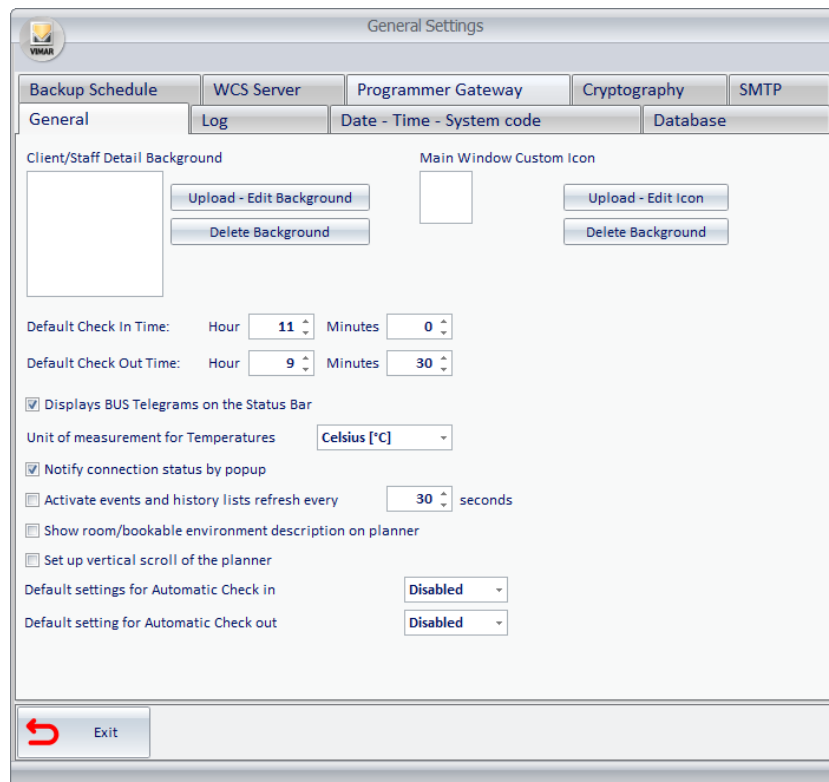 General Settings
VIMAR
Backup Schedule WCS Server Programmer Gateway Cryptography SMTP
General Log Date - Time - System code Database
Client/Staff Detail Background Main Window Custom Icon
Upload - Edit Background Upload - Edit Icon
Delete Background Delete Background
Default Check In Time: Hour 11 Minutes 0
Default Check Out Time: Hour 9 Minutes 30
Displays BUS Telegrams on the Status Bar
Unit of measurement for Temperatures Celsius [°C]
Notify connection status by popup
Activate events and history lists refresh every 30 seconds
Show room/bookable environment description on planner
Set up vertical scroll of the planner
Default settings for Automatic Check in Disabled
Default setting for Automatic Check out Disabled
Exit